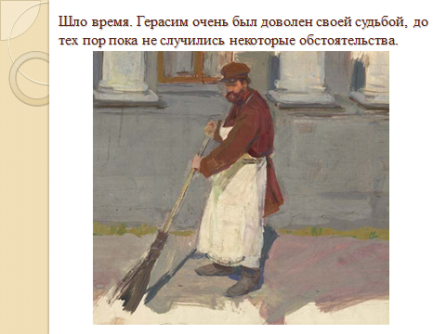 Шло время. Герасим очень был доволен своей судьбой, до
тех пор пока не случились некоторые обстоятельства.